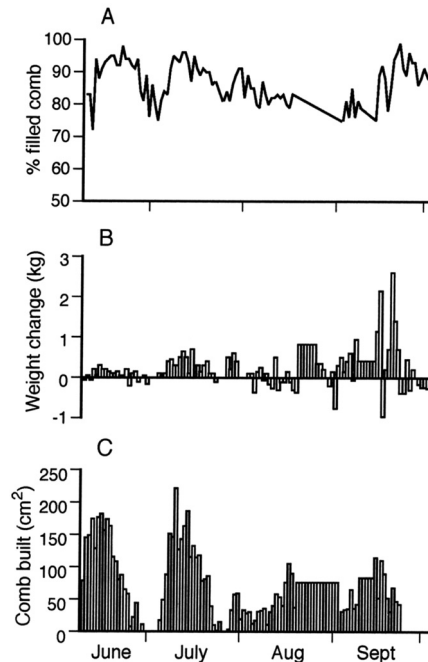 A
% filled comb
100
90
80
70
60
50
B
Weight change (kg)
3
2
1
0
-1
C
Comb built (cm²)
250
200
150
100
50
0
June July Aug Sept